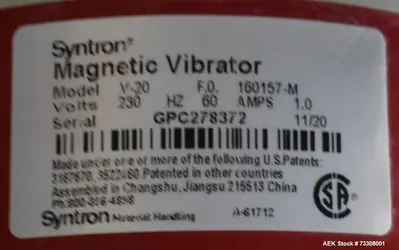 Syntron®
Magnetic Vibrator
Model V-20 F.O. 160157-M
Volts 230 HZ 60 AMPS 1.0
Serial GPC278372 11/20
Made under one or more of the following U.S.Patents:
3167670, 3522460. Patented in other countries
Assembled in Changshu, Jiangsu 215513 China
Syntron Material Handling A-61712
AEK Stock # 73308001